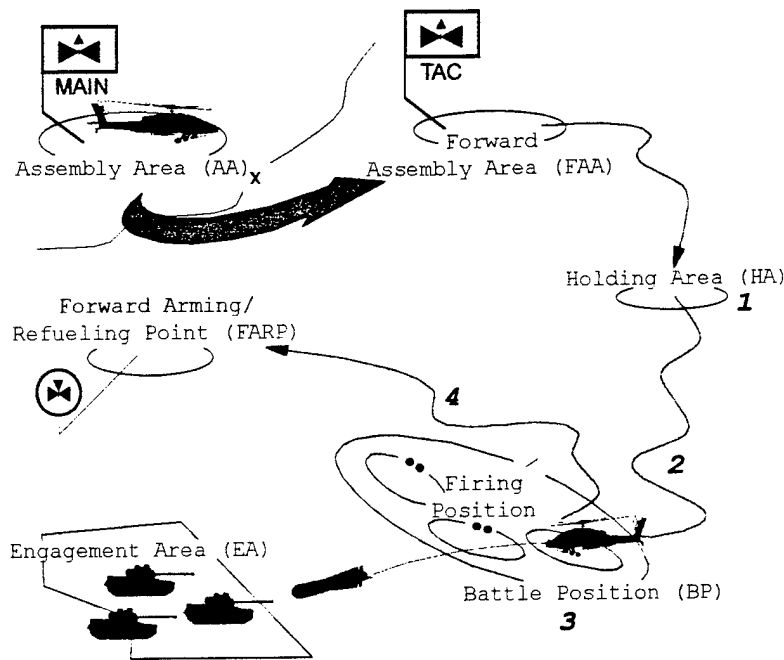 MAIN
TAC
Assembly Area (AA)
x
Forward
Assembly Area (FAA)
Holding Area (HA)
1
Forward Arming/
Refueling Point (FARP)
4
2
Firing
Position
Engagement Area (EA)
Battle Position (BP)
3